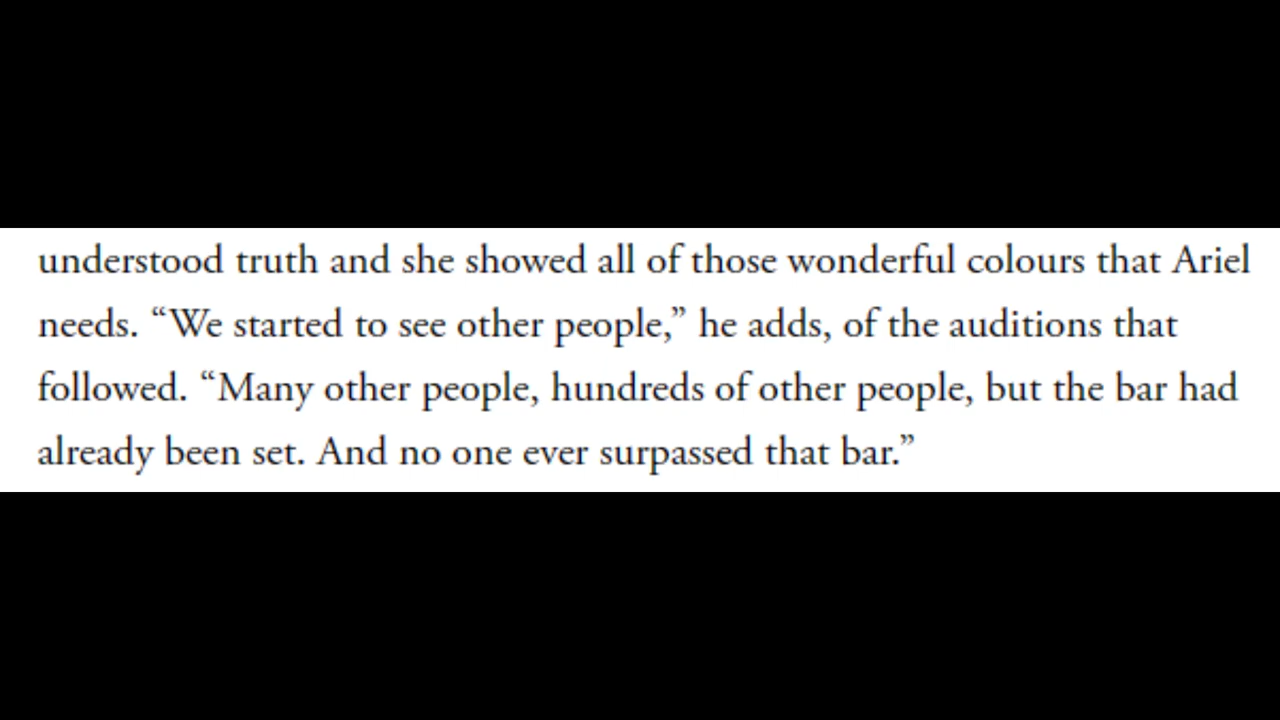 understood truth and she showed all of those wonderful colours that Ariel
needs. “We started to see other people,” he adds, of the auditions that
followed. “Many other people, hundreds of other people, but the bar had
already been set. And no one ever surpassed that bar.”